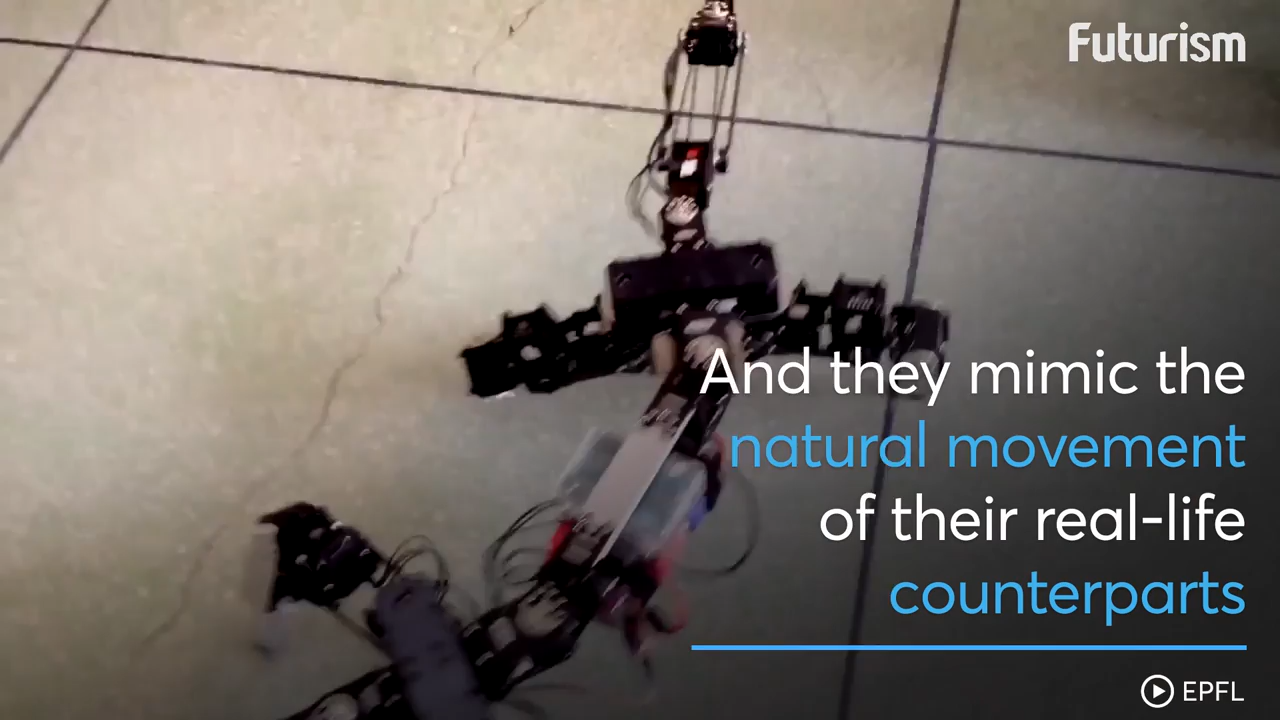 Futurism
And they mimic the
natural movement
of their real-life
counterparts
EPFL